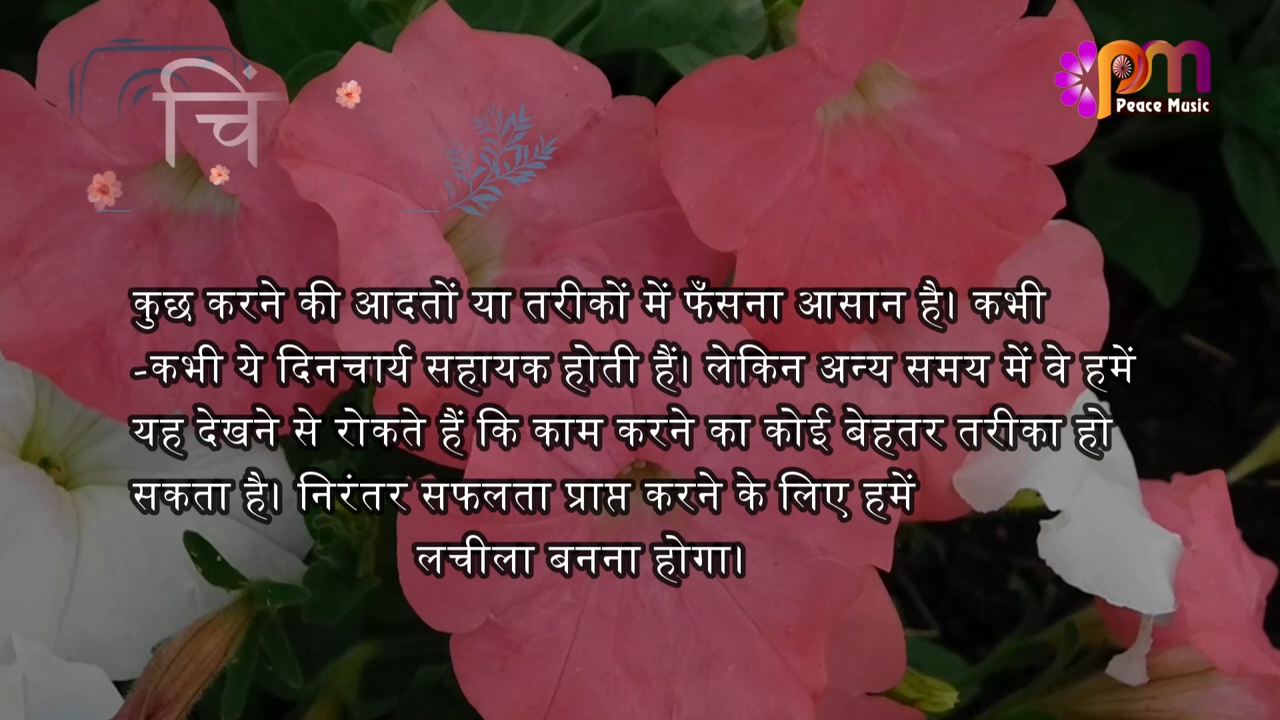 चिं
pm
Peace Music
कुछ करने की आदतों या तरीकों में फँसना आसान है। कभी
-कभी ये दिनचार्य सहायक होती हैं। लेकिन अन्य समय में वे हमें
यह देखने से रोकते हैं कि काम करने का कोई बेहतर तरीका हो
सकता है। निरंतर सफलता प्राप्त करने के लिए हमें
लचीला बनना होगा।